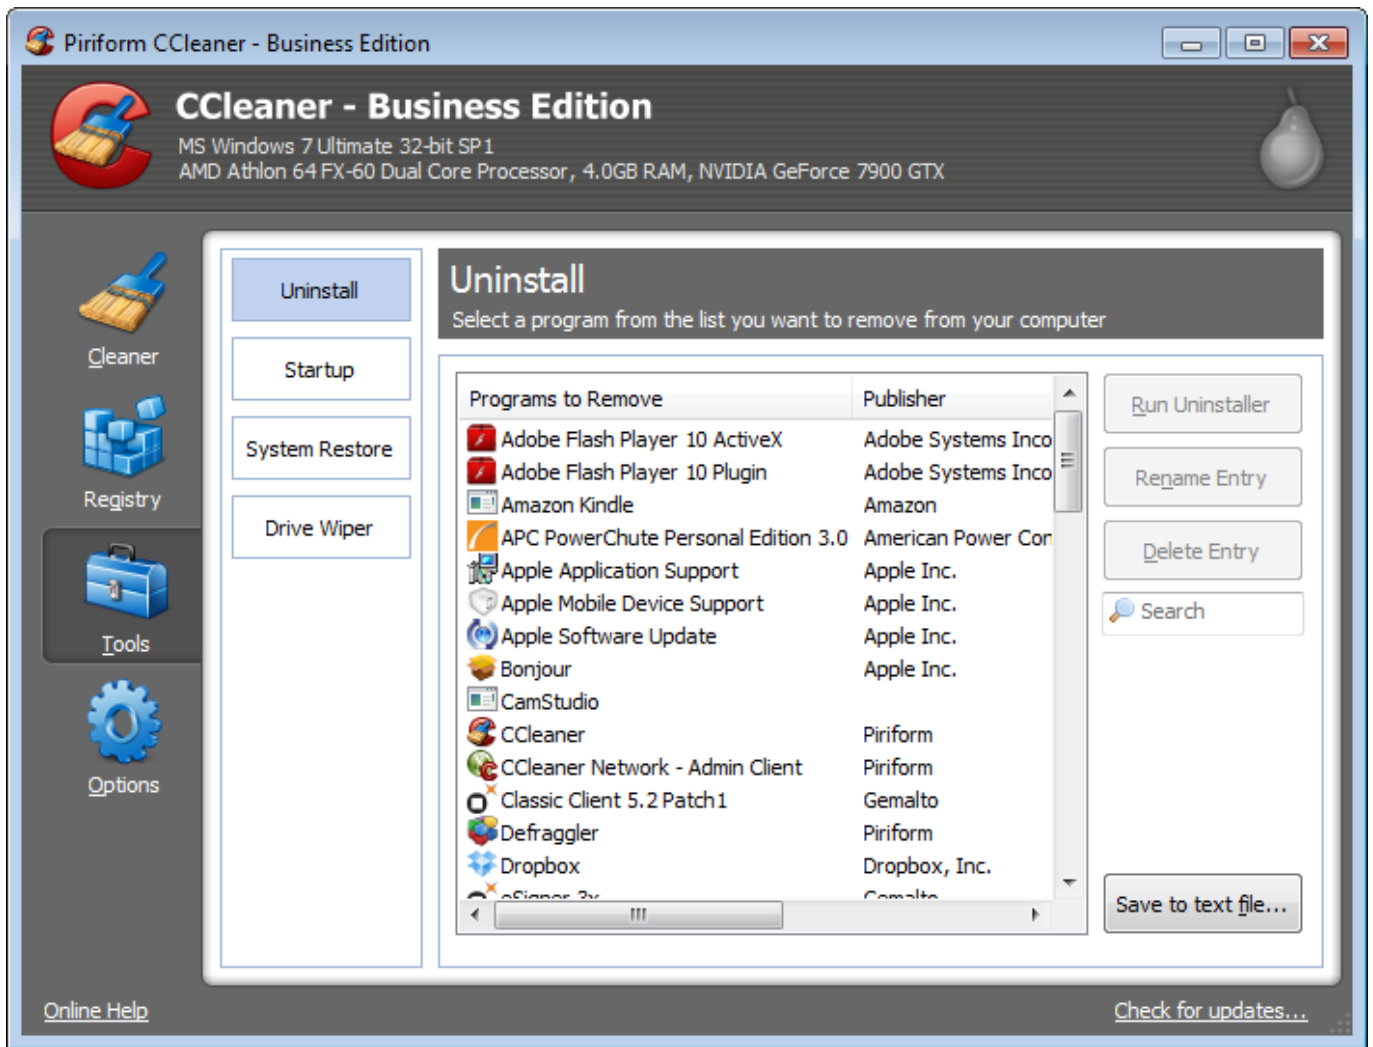 Piriform CCleaner - Business Edition
CCleaner - Business Edition
MS Windows 7 Ultimate 32-bit SP1
AMD Athlon 64 FX-60 Dual Core Processor, 4.0GB RAM, NVIDIA GeForce 7900 GTX
Cleaner
Registry
Tools
Options
Uninstall
Startup
System Restore
Drive Wiper
Uninstall
Select a program from the list you want to remove from your computer
Programs to Remove Publisher
Adobe Flash Player 10 ActiveX Adobe Systems Inco
Adobe Flash Player 10 Plugin Adobe Systems Inco
Amazon Kindle Amazon
APC PowerChute Personal Edition 3.0 American Power Con
Apple Application Support Apple Inc.
Apple Mobile Device Support Apple Inc.
Apple Software Update Apple Inc.
Bonjour Apple Inc.
CamStudio
CCleaner Piriform
CCleaner Network - Admin Client Piriform
Classic Client 5.2 Patch1 Gemalto
Defraggler Piriform
Dropbox Dropbox, Inc.
eSigner 3x Gemalto
Run Uninstaller
Rename Entry
Delete Entry
Search
Save to text file...
Online Help
Check for updates...